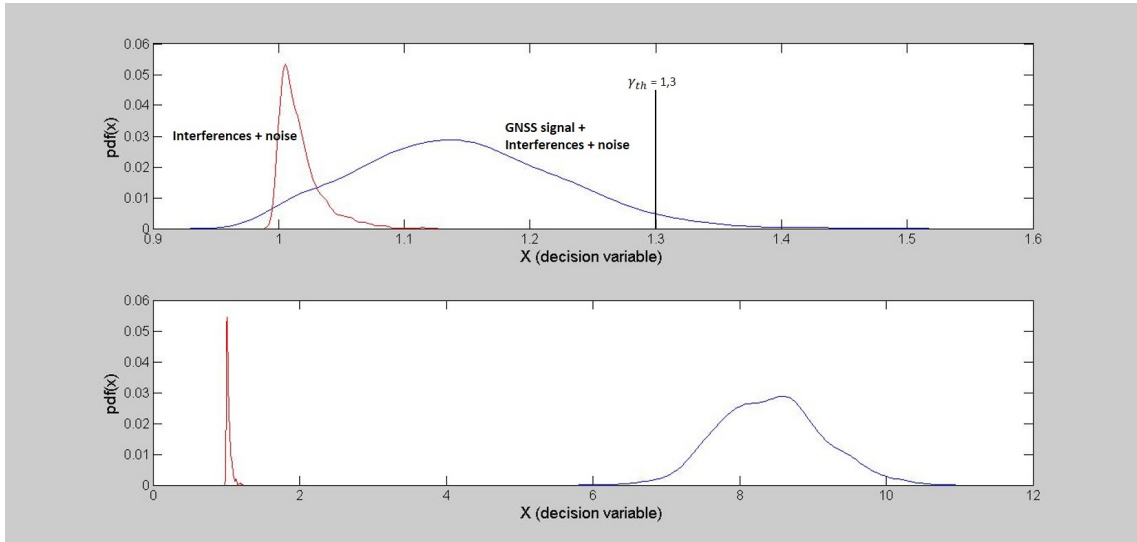 0.06
0.05
0.04
0.03
0.02
0.01
0
pdf(x)
Interferences + noise
GNSS signal +
Interferences + noise
γth = 1,3
0.9 1 1.1 1.2 1.3 1.4 1.5 1.6
X (decision variable)
0.06
0.05
0.04
0.03
0.02
0.01
0
pdf(x)
0 2 4 6 8 10 12
X (decision variable)